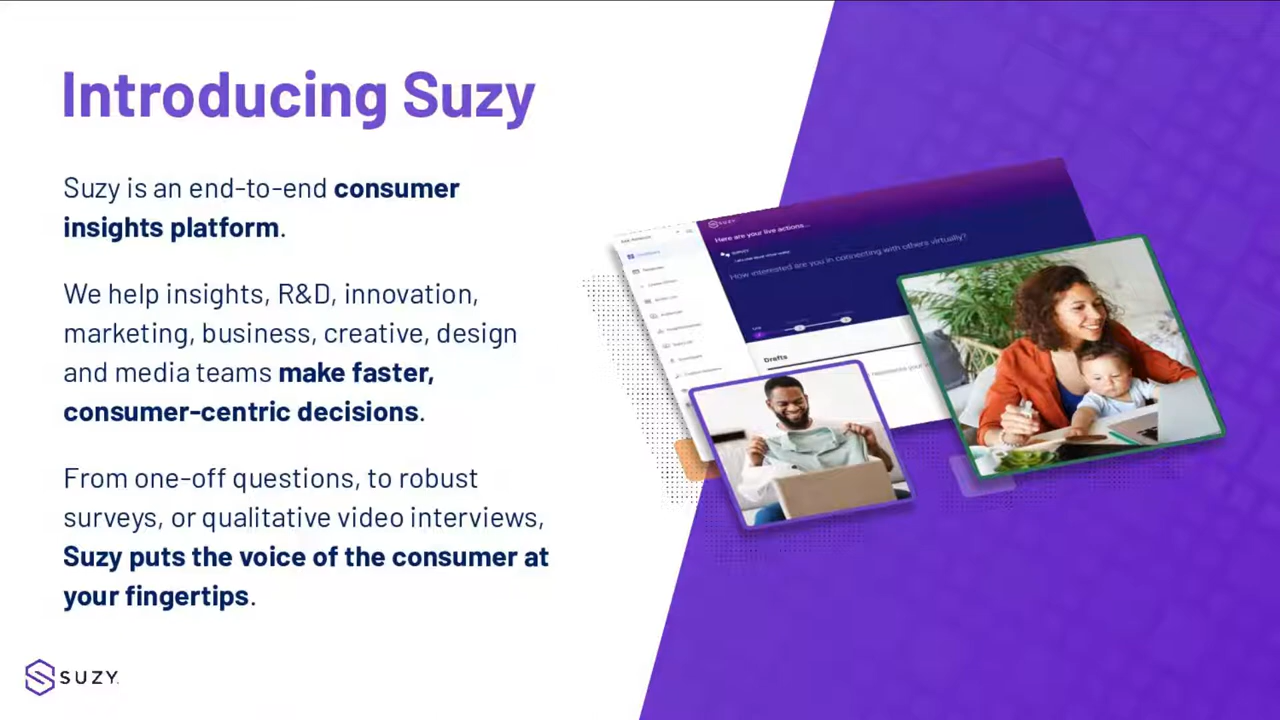 Introducing Suzy
Suzy is an end-to-end consumer
insights platform.
We help insights, R&D, innovation,
marketing, business, creative, design
and media teams make faster,
consumer-centric decisions.
From one-off questions, to robust
surveys, or qualitative video interviews,
Suzy puts the voice of the consumer at
your fingertips.
SUZY
SUZY
Here are your live actions...
SURVEY
How interested are you in connecting with others virtually?
Drafts